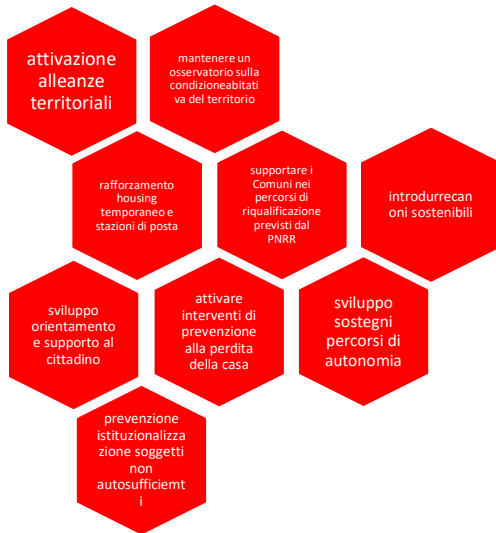 attivazione
alleanze
territoriali
mantenere un
osservatorio sulla
condizioneabitati
va del territorio
rafforzamento
housing
temporaneo e
stazioni di posta
supportare i
Comuni nei
percorsi di
riqualificazione
previsti dal
PNRR
introdurrecan
oni sostenibili
sviluppo
orientamento
e supporto al
cittadino
attivare
interventi di
prevenzione
alla perdita
della casa
sviluppo
sostegni
percorsi di
autonomia
prevenzione
istituzionalizza
zione soggetti
non
autosufficiemt
i